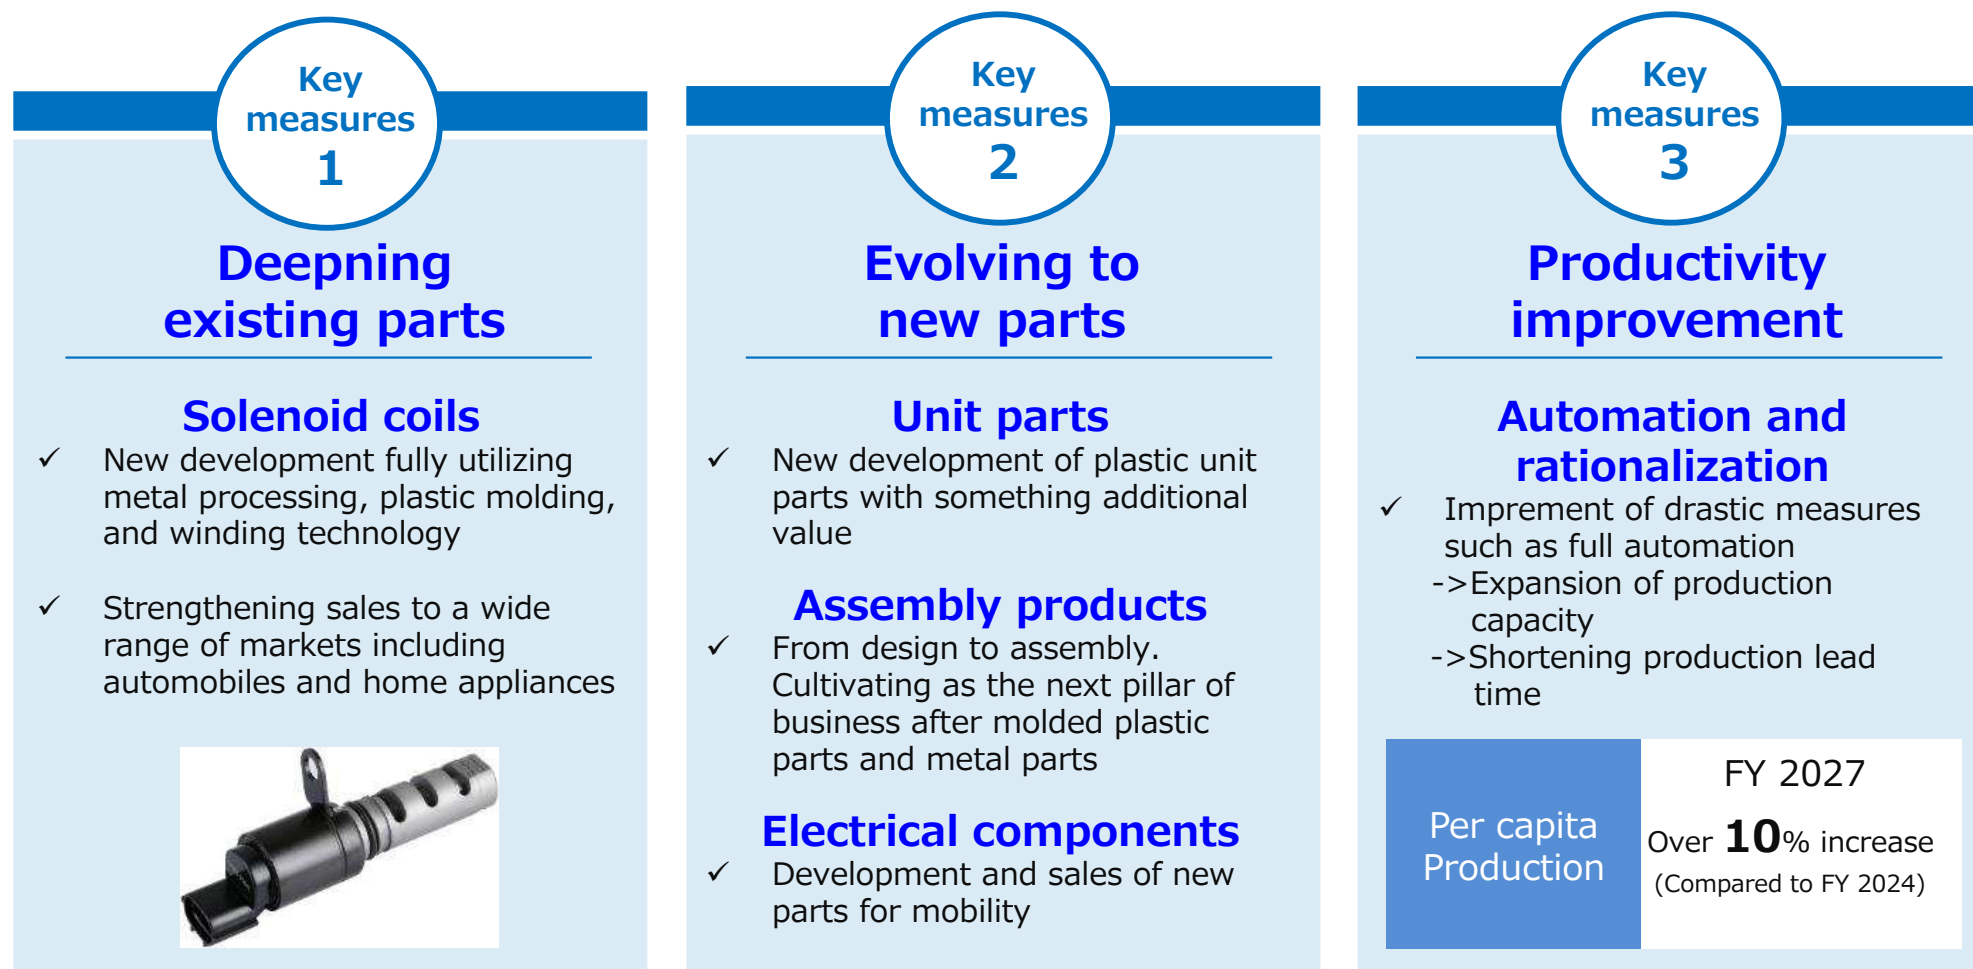 Key
measures
1
Deepning
existing parts
Solenoid coils
✓ New development fully utilizing
metal processing, plastic molding,
and winding technology
✓ Strengthening sales to a wide
range of markets including
automobiles and home appliances
Key
measures
2
Evolving to
new parts
Unit parts
✓ New development of plastic unit
parts with something additional
value
Assembly products
✓ From design to assembly.
Cultivating as the next pillar of
business after molded plastic
parts and metal parts
Electrical components
✓ Development and sales of new
parts for mobility
Key
measures
3
Productivity
improvement
Automation and
rationalization
✓ Imprement of drastic measures
such as full automation
->Expansion of production
capacity
->Shortening production lead
time
Per capita
Production
FY 2027
Over 10% increase
(Compared to FY 2024)